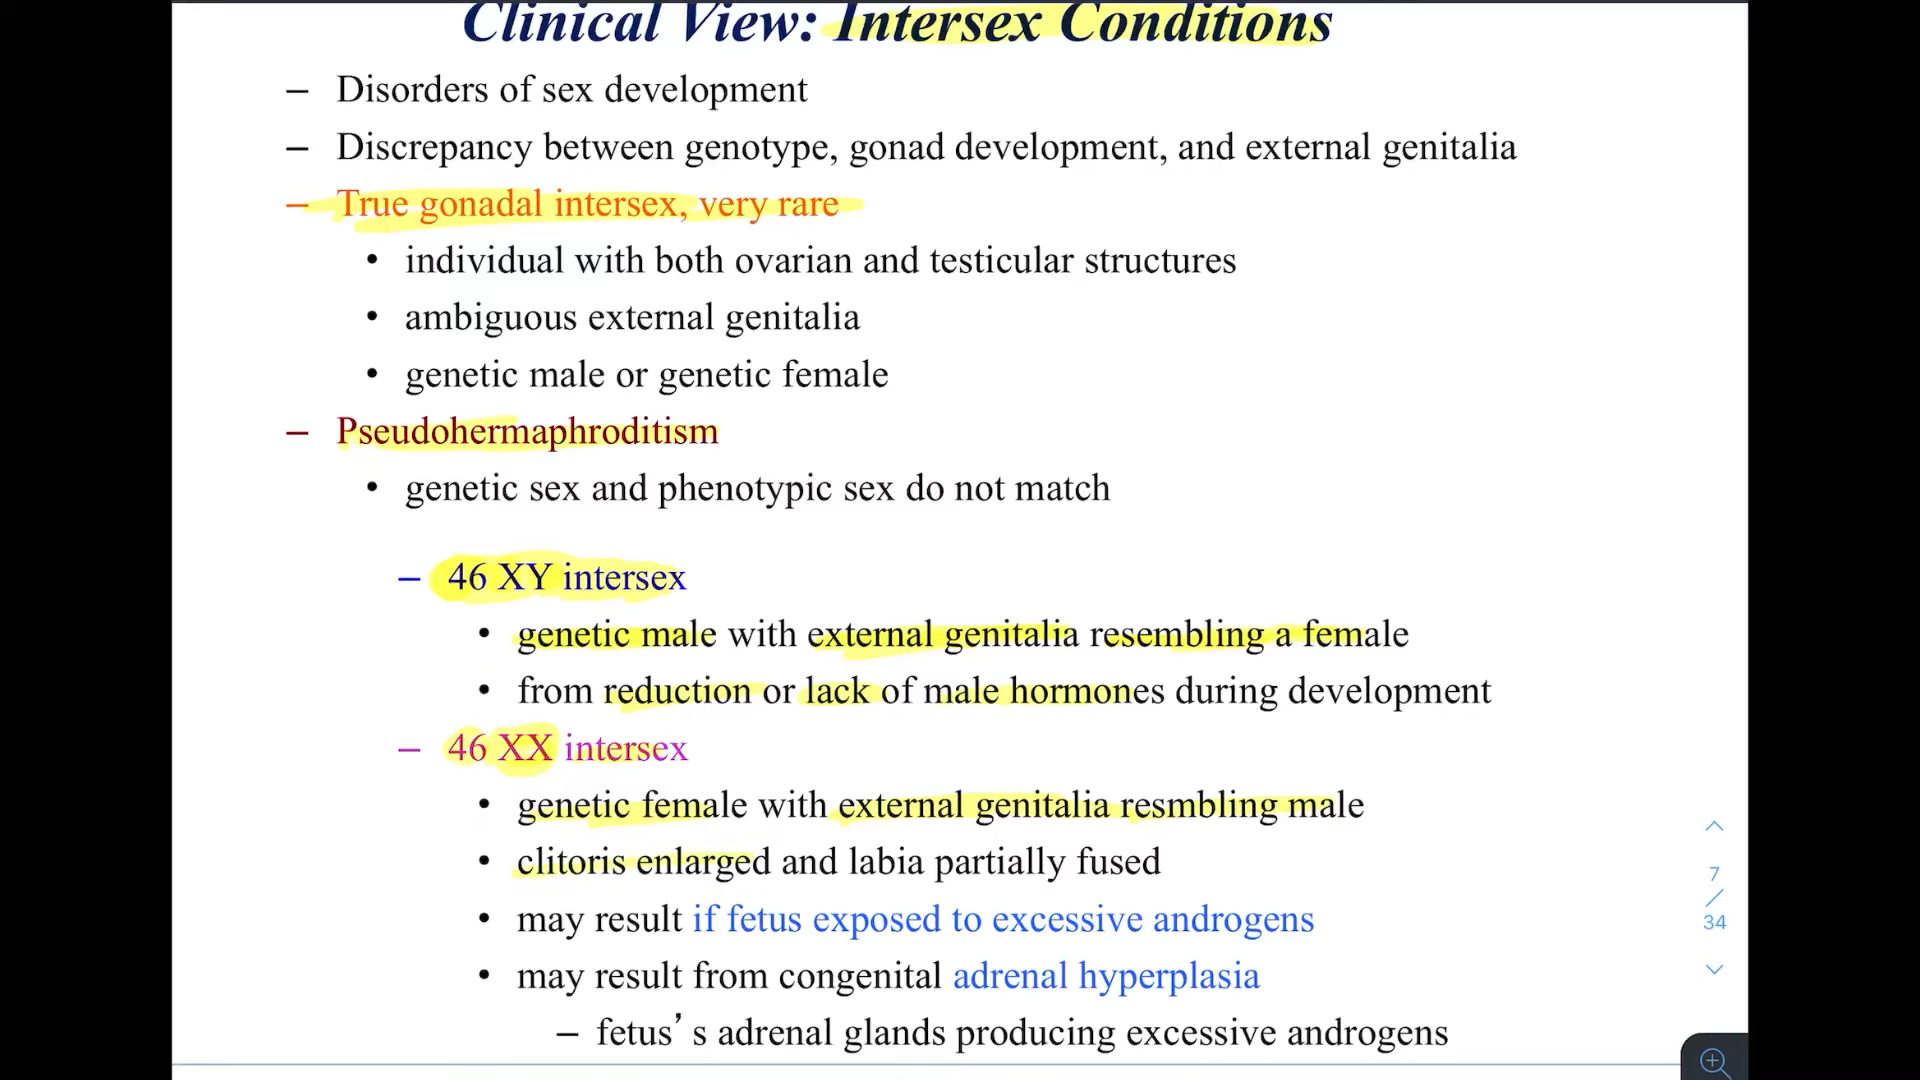 Clinical View: Intersex Conditions
– Disorders of sex development
– Discrepancy between genotype, gonad development, and external genitalia
– True gonadal intersex, very rare
• individual with both ovarian and testicular structures
• ambiguous external genitalia
• genetic male or genetic female
– Pseudohermaphroditism
• genetic sex and phenotypic sex do not match
– 46 XY intersex
• genetic male with external genitalia resembling a female
• from reduction or lack of male hormones during development
– 46 XX intersex
• genetic female with external genitalia resmbling male
• clitoris enlarged and labia partially fused
• may result if fetus exposed to excessive androgens
• may result from congenital adrenal hyperplasia
– fetus’s adrenal glands producing excessive androgens
7
/
34